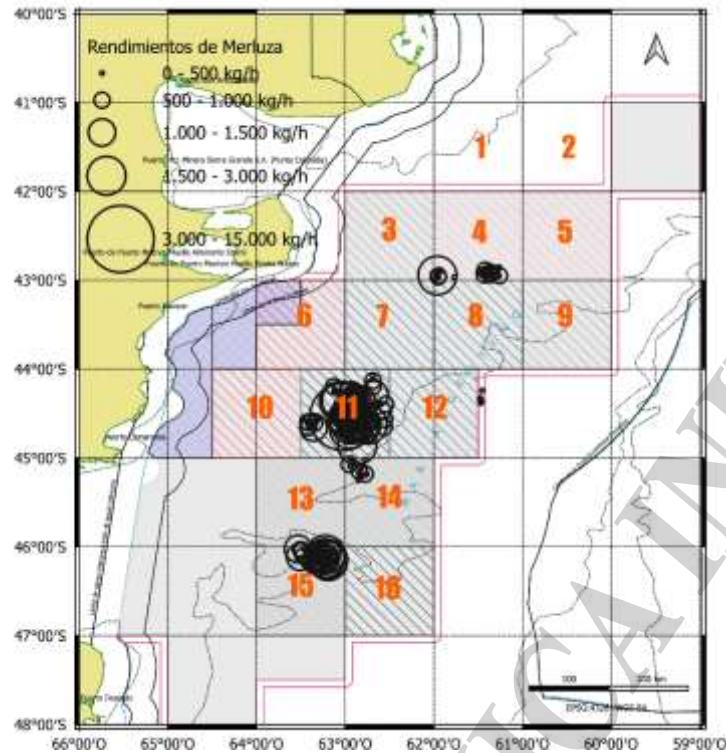 40°00'S
41°00'S
42°00'S
43°00'S
44°00'S
45°00'S
46°00'S
47°00'S
48°00'S
Rendimientos de Merluza
0 - 500 kg/h
500 - 1.000 kg/h
1.000 - 1.500 kg/h
1.500 - 3.000 kg/h
3.000 - 15.000 kg/h
1 2
3 4 5
6 7 8 9
10 11 12
13 14
15 16
100 200 km
66°00'O 65°00'O 64°00'O 63°00'O 62°00'O 61°00'O 60°00'O 59°00'O